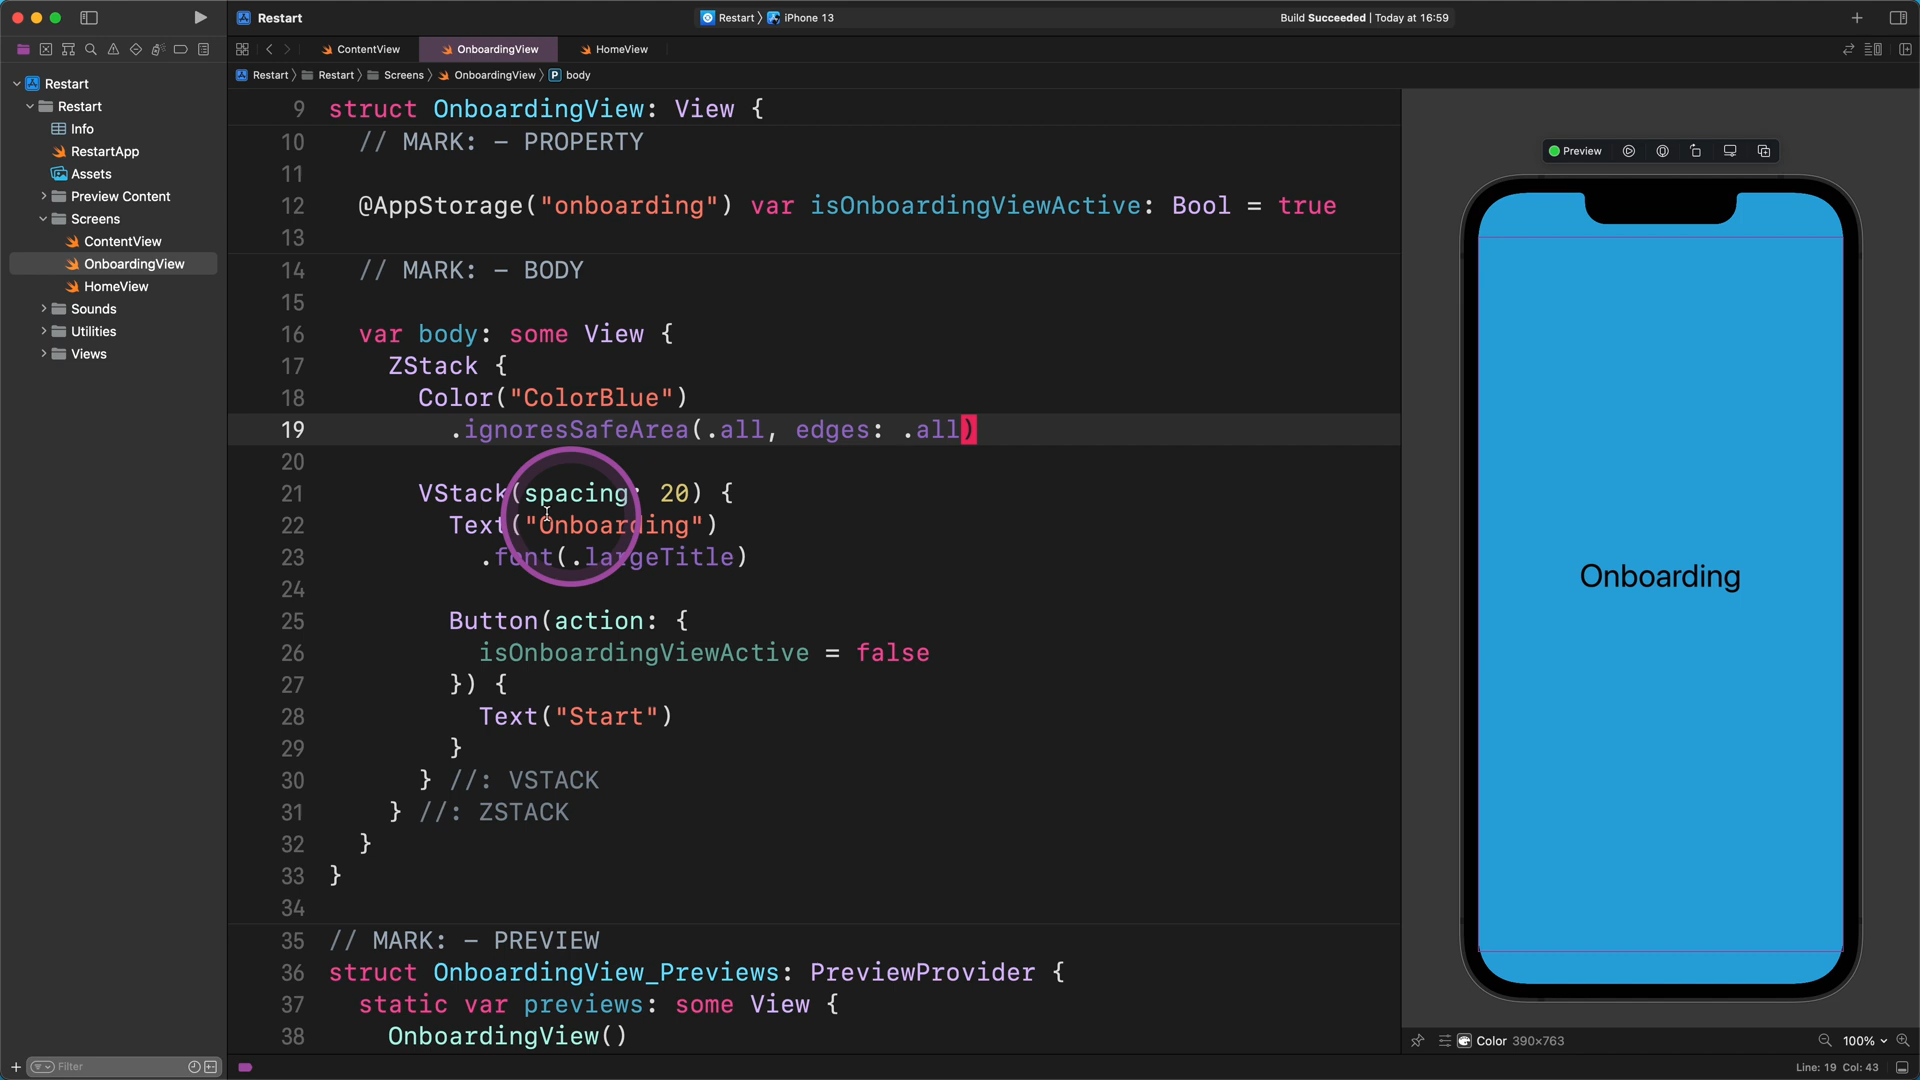 Restart
Restart 〉 iPhone 13
Build Succeeded | Today at 16:59
ContentView
OnboardingView
HomeView
Restart 〉 Restart 〉 Screens 〉 OnboardingView 〉 P body
Restart
Restart
Info
RestartApp
Assets
Preview Content
Screens
ContentView
OnboardingView
HomeView
Sounds
Utilities
Views
9 struct OnboardingView: View {
10 // MARK: – PROPERTY
11
12 @AppStorage("onboarding") var isOnboardingViewActive: Bool = true
13
14 // MARK: – BODY
15
16 var body: some View {
17 ZStack {
18 Color("ColorBlue")
19 .ignoresSafeArea(.all, edges: .all)
20
21 VStack(spacing: 20) {
22 Text("Onboarding")
23 .font(.largeTitle)
24
25 Button(action: {
26 isOnboardingViewActive = false
27 }) {
28 Text("Start")
29 }
30 } //: VSTACK
31 } //: ZSTACK
32 }
33 }
34
35 // MARK: – PREVIEW
36 struct OnboardingView_Previews: PreviewProvider {
37 static var previews: some View {
38 OnboardingView()
Preview
Onboarding
Color 390×763
100%
Filter
Line: 19 Col: 43